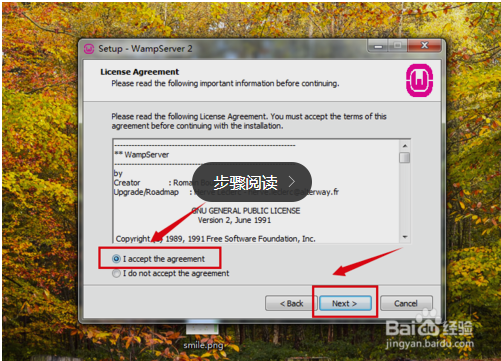 Setup - WampServer 2
License Agreement
Please read the following important information before continuing.
Please read the following License Agreement. You must accept the terms of this
agreement before continuing with the installation.
** WampServer
by
Creator : Romain
Upgrade/Roadmap :
步骤阅读
GNU GENERAL PUBLIC LICENSE
Version 2, June 1991
Copyright (C) 1989, 1991 Free Software Foundation, Inc.
I accept the agreement
I do not accept the agreement
< Back
Next >
Cancel
smile.png
Baidu 经验
jingyan.baidu.com